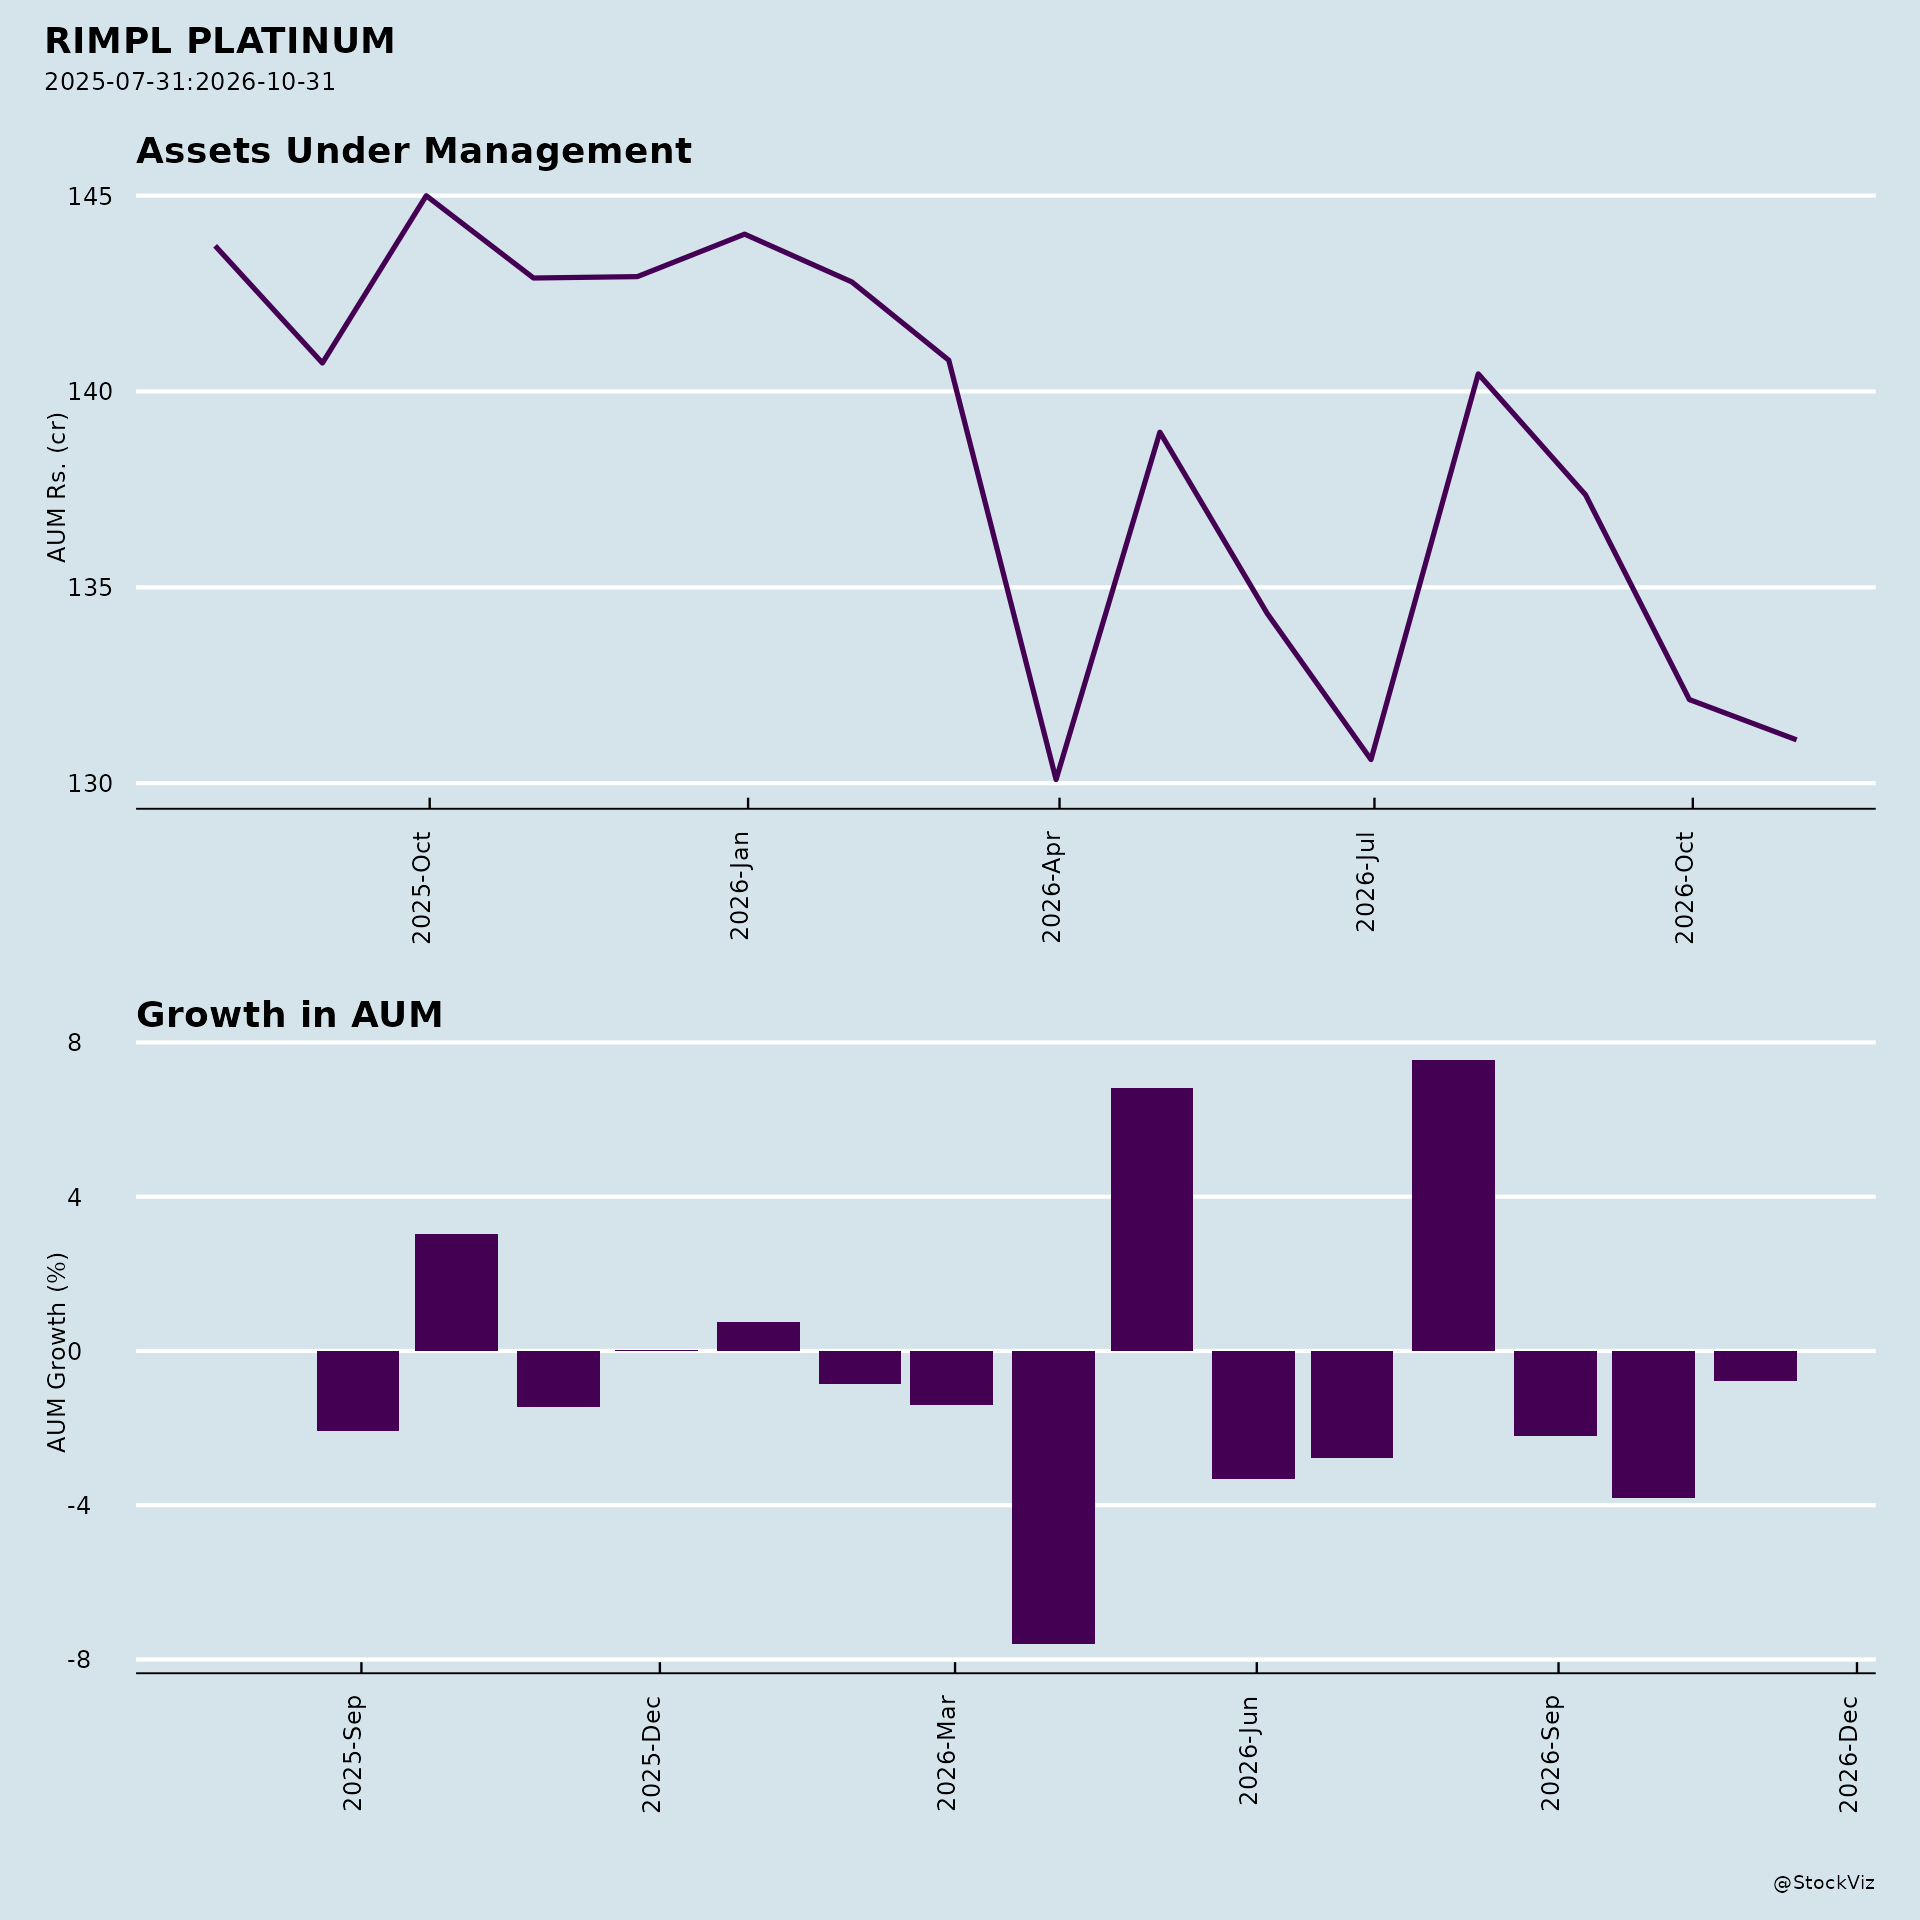 RIMPL PLATINUM
2025-07-31:2026-10-31
Assets Under Management
AUM Rs. (cr)
145
140
135
130
2025-Oct
2026-Jan
2026-Apr
2026-Jul
2026-Oct
Growth in AUM
AUM Growth (%)
8
4
0
-4
-8
2025-Sep
2025-Dec
2026-Mar
2026-Jun
2026-Sep
2026-Dec
@StockViz